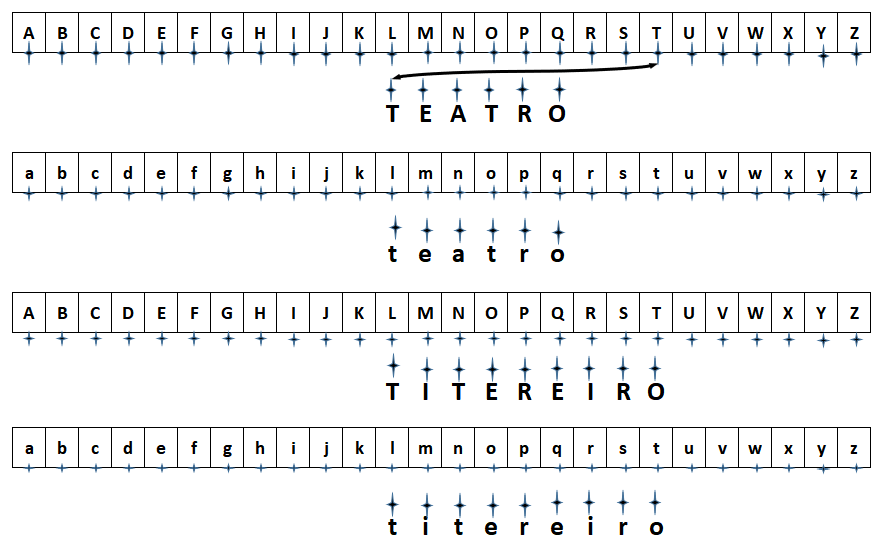 A B C D E F G H I J K L M N O P Q R S T U V W X Y Z
T E A T R O
a b c d e f g h i j k l m n o p q r s t u v w x y z
t e a t r o
A B C D E F G H I J K L M N O P Q R S T U V W X Y Z
T I T E R E I R O
a b c d e f g h i j k l m n o p q r s t u v w x y z
t i t e r e i r o